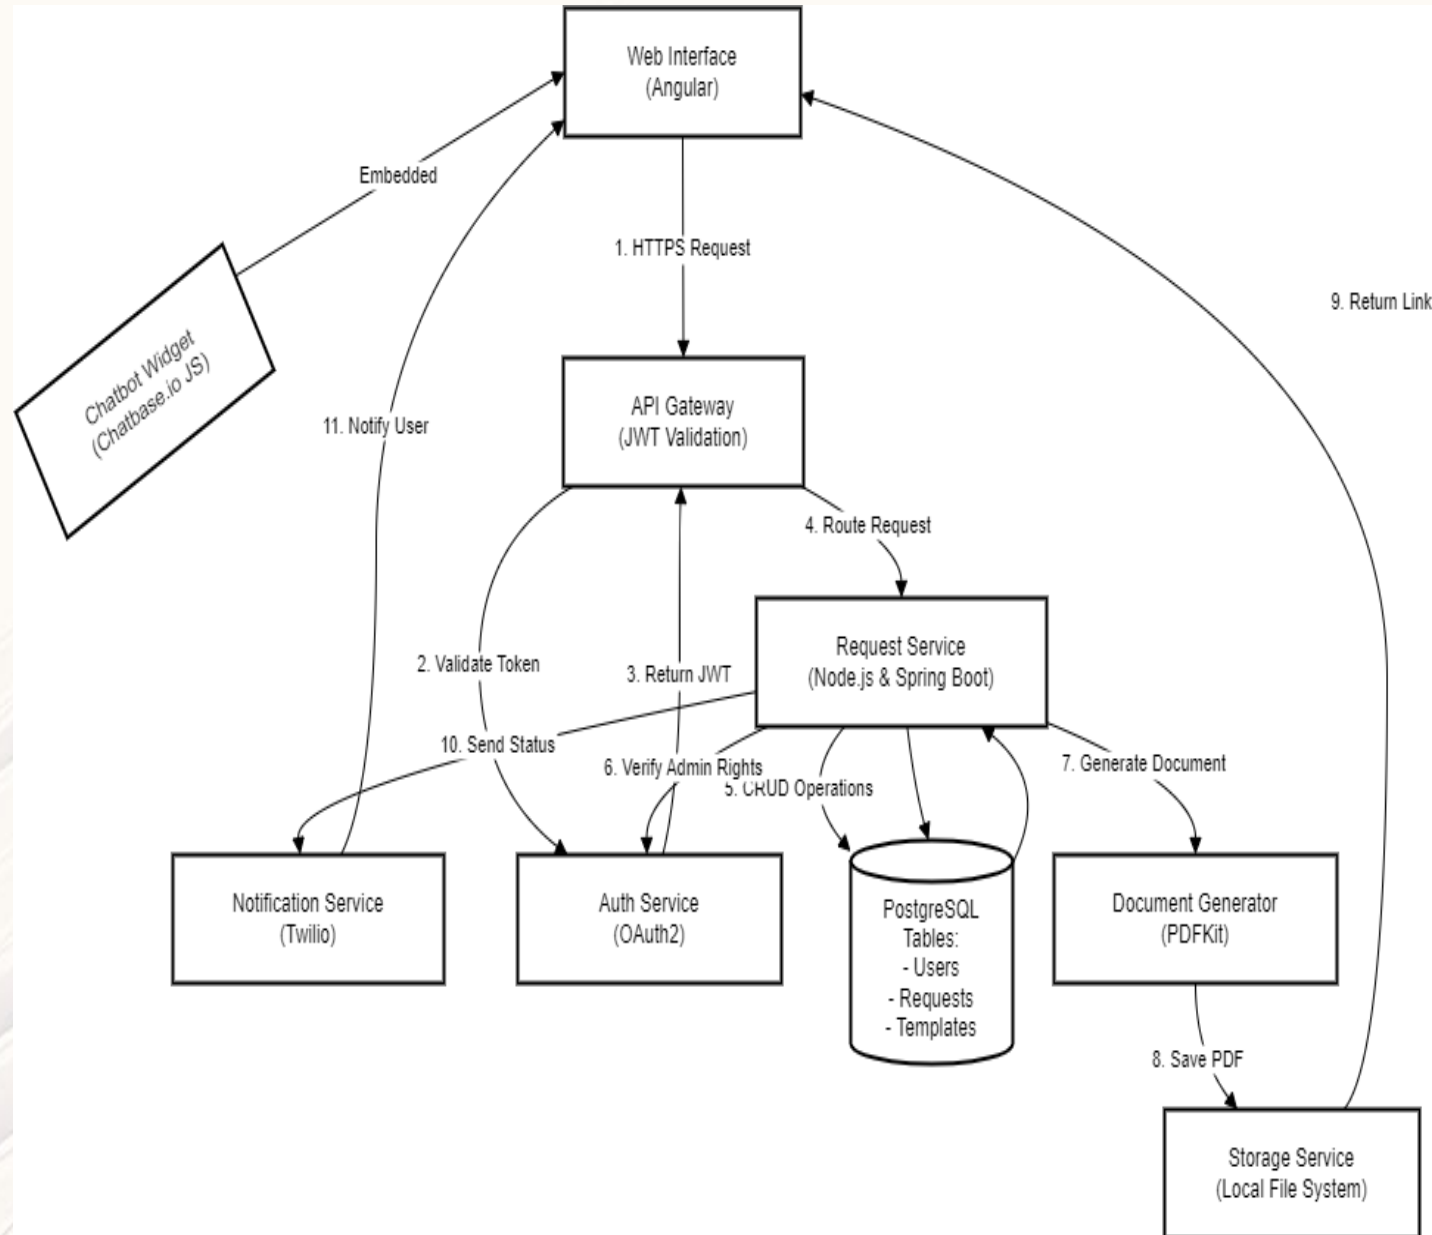 Web Interface
(Angular)
Embedded
1. HTTPS Request
9. Return Link
Chatbot Widget
(Chatbase.io JS)
11. Notify User
API Gateway
(JWT Validation)
4. Route Request
Request Service
(Node.js & Spring Boot)
2. Validate Token
3. Return JWT
10. Send Status
6. Verify Admin Rights
5. CRUD Operations
7. Generate Document
Notification Service
(Twilio)
Auth Service
(OAuth2)
PostgreSQL
Tables:
- Users
- Requests
- Templates
Document Generator
(PDFKit)
8. Save PDF
Storage Service
(Local File System)